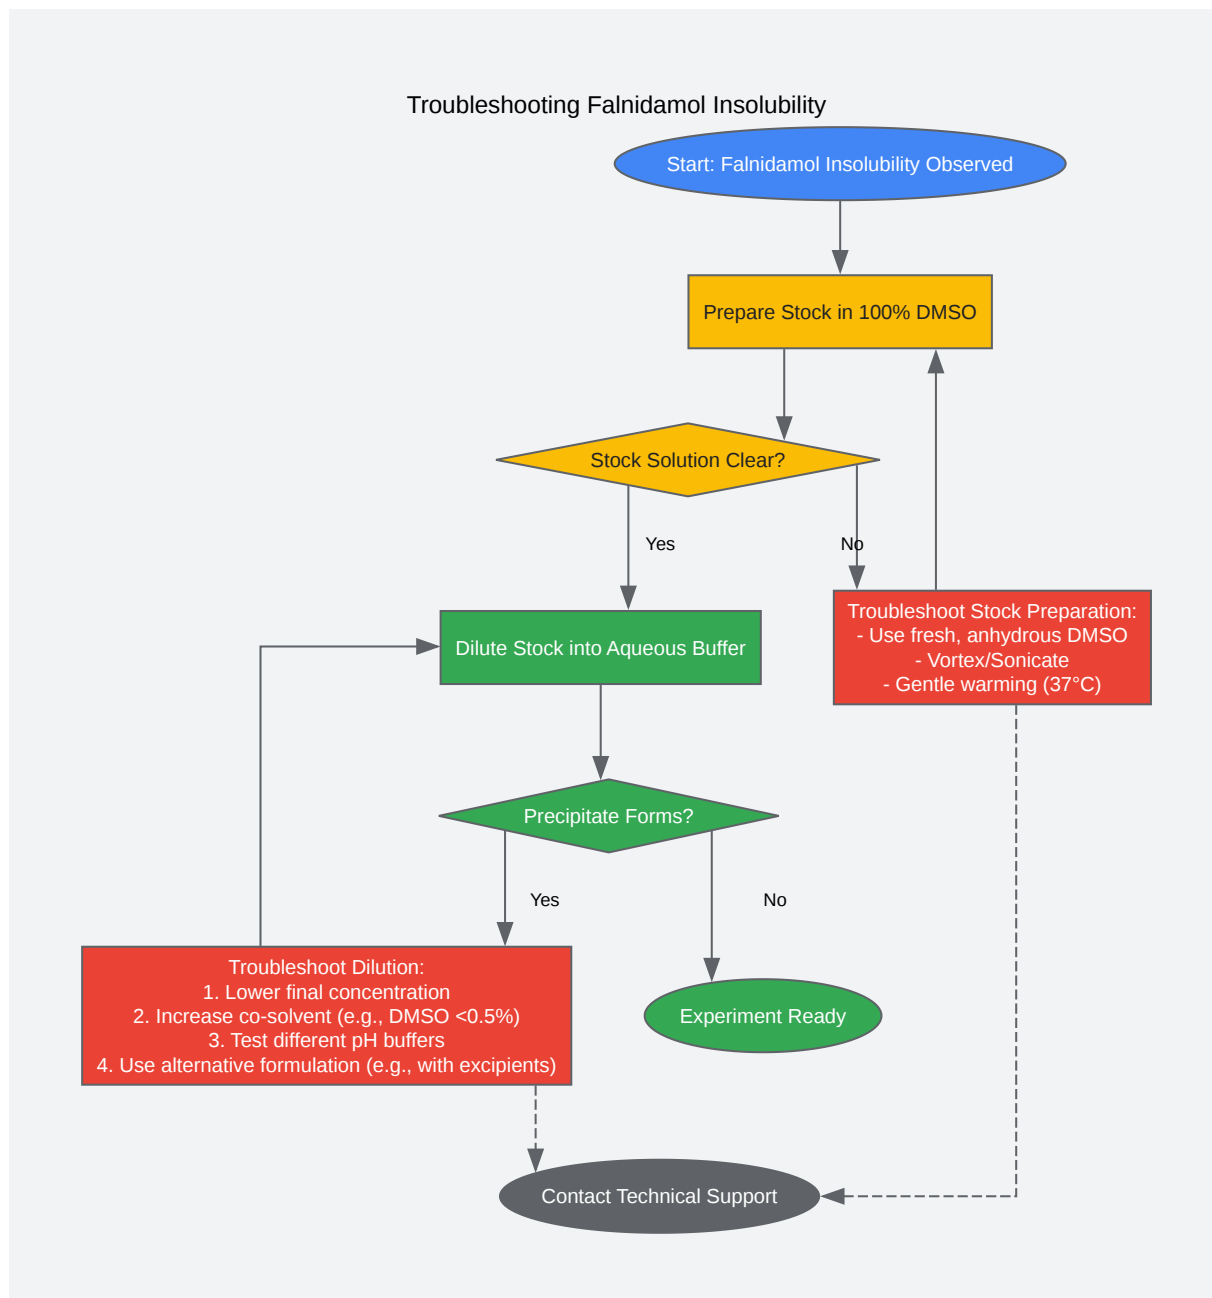 Troubleshooting Falnidamol Insolubility
Start: Falnidamol Insolubility Observed
Prepare Stock in 100% DMSO
Stock Solution Clear?
Yes
No
Dilute Stock into Aqueous Buffer
Troubleshoot Stock Preparation:
- Use fresh, anhydrous DMSO
- Vortex/Sonicate
- Gentle warming (37°C)
Precipitate Forms?
Yes
No
Troubleshoot Dilution:
1. Lower final concentration
2. Increase co-solvent (e.g., DMSO <0.5%)
3. Test different pH buffers
4. Use alternative formulation (e.g., with excipients)
Experiment Ready
Contact Technical Support